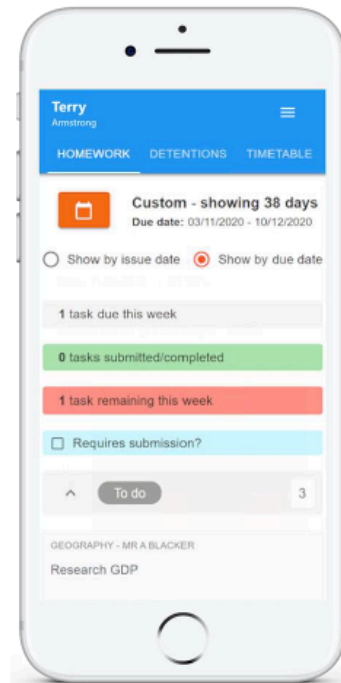 Terry
Armstrong
HOMEWORK DETENTIONS TIMETABLE
Custom - showing 38 days
Due date: 03/11/2020 - 10/12/2020
Show by issue date Show by due date
1 task due this week
0 tasks submitted/completed
1 task remaining this week
Requires submission?
To do 3
GEOGRAPHY - MR A BLACKER
Research GDP